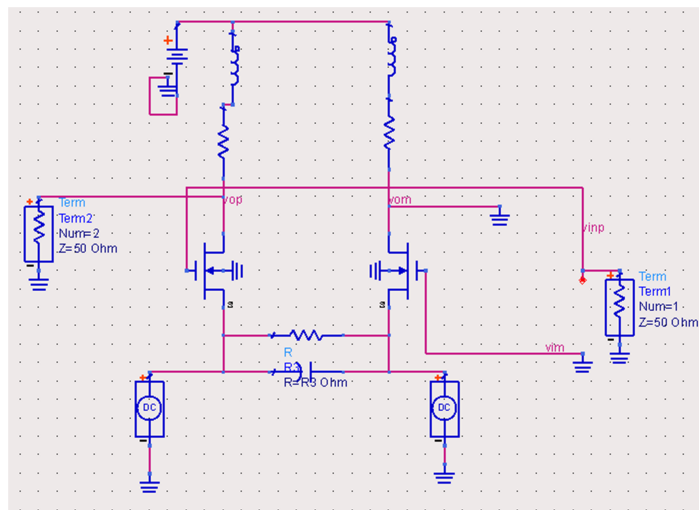 Term
Term2
Num=2
Z=50 Ohm
vop
vom
vinp
Term
Term1
Num=1
Z=50 Ohm
s
s
vim
R
R3
R=R3 Ohm
DC
DC